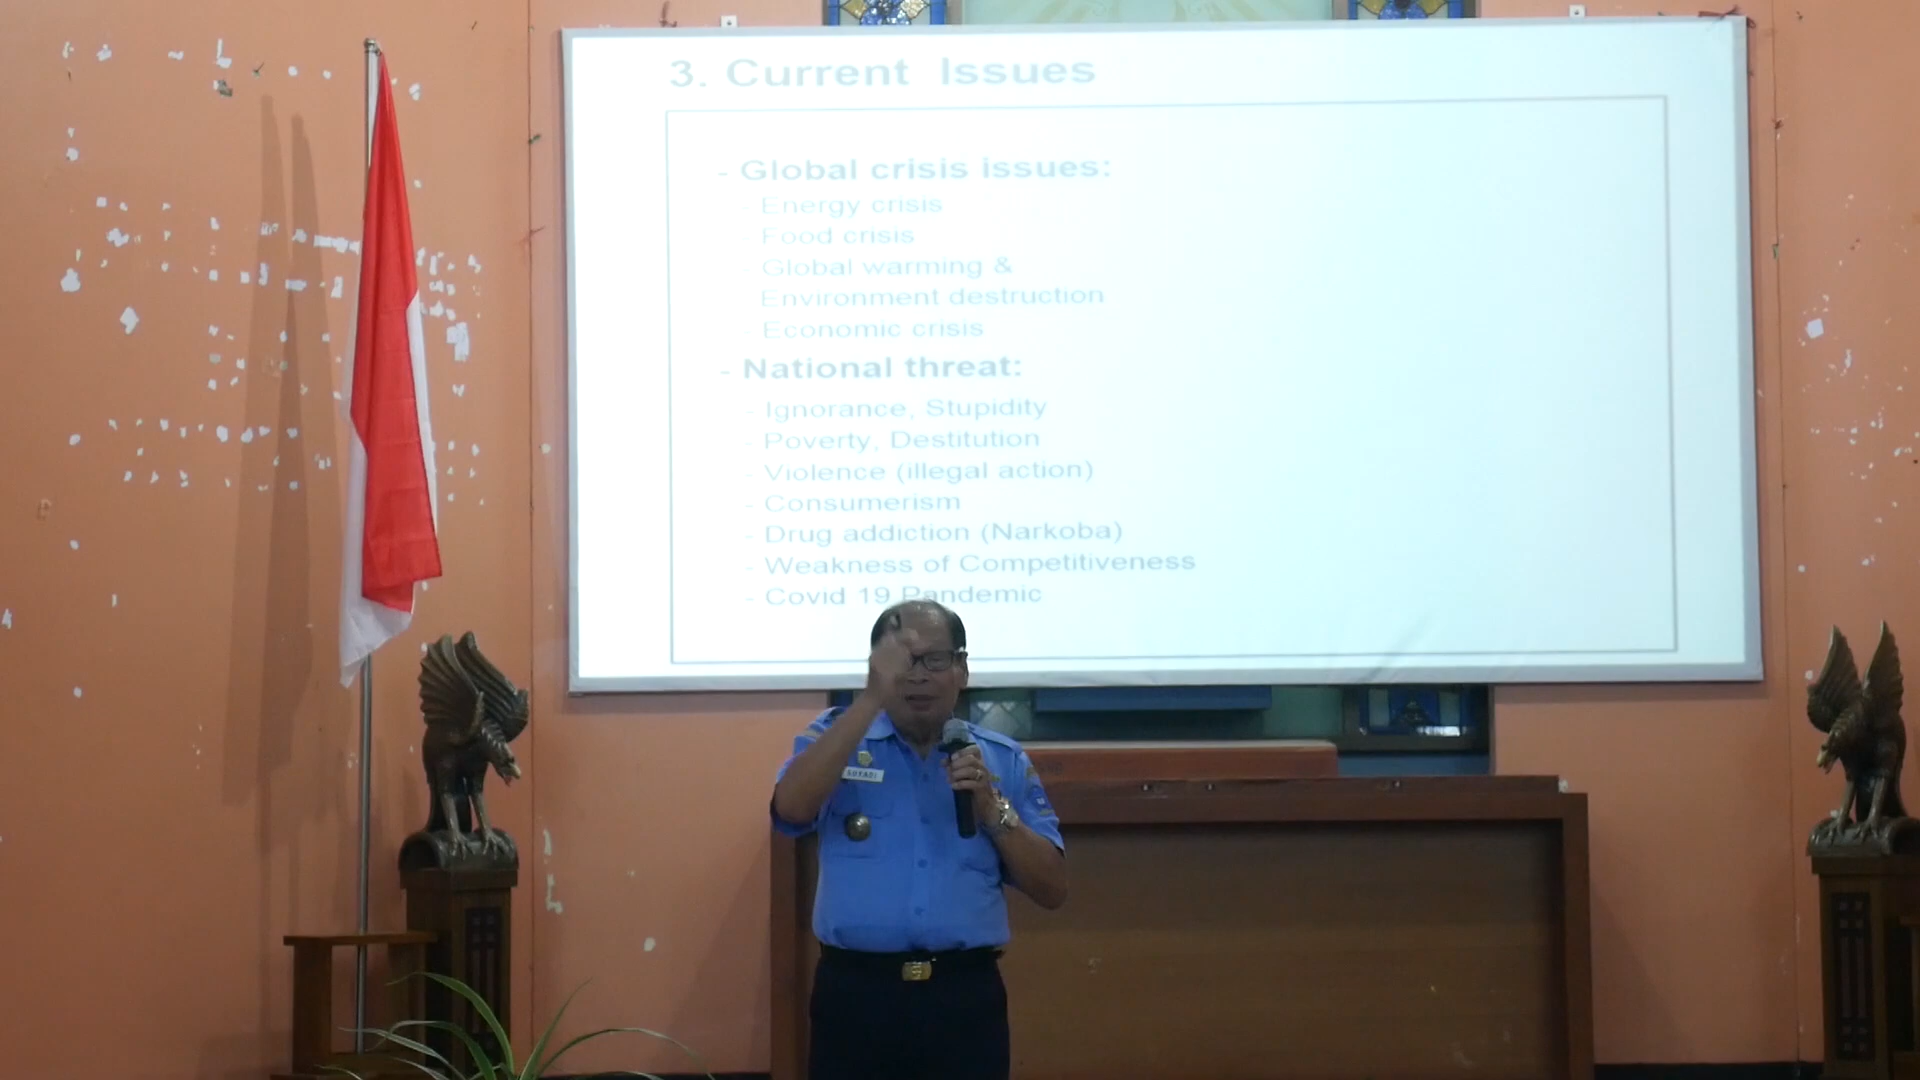 3. Current Issues
- Global crisis issues:
- Energy crisis
- Food crisis
- Global warming &
Environment destruction
- Economic crisis
- National threat:
- Ignorance, Stupidity
- Poverty, Destitution
- Violence (illegal action)
- Consumerism
- Drug addiction (Narkoba)
- Weakness of Competitiveness
- Covid 19 Pandemic